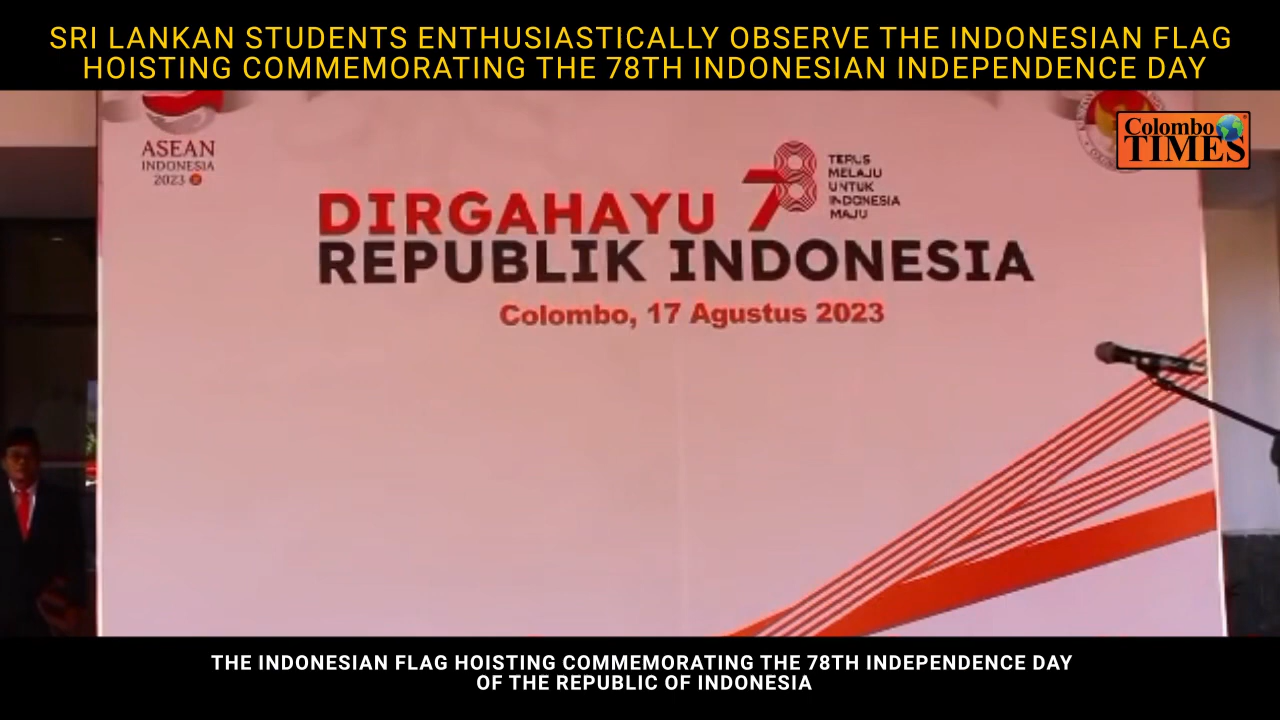 SRI LANKAN STUDENTS ENTHUSIASTICALLY OBSERVE THE INDONESIAN FLAG
HOISTING COMMEMORATING THE 78TH INDONESIAN INDEPENDENCE DAY
ASEAN
INDONESIA
2023
Colombo
TIMES
DIRGAHAYU 78
TERUS
MELAJU
UNTUK
INDONESIA
MAJU
REPUBLIK INDONESIA
Colombo, 17 Agustus 2023
THE INDONESIAN FLAG HOISTING COMMEMORATING THE 78TH INDEPENDENCE DAY
OF THE REPUBLIC OF INDONESIA